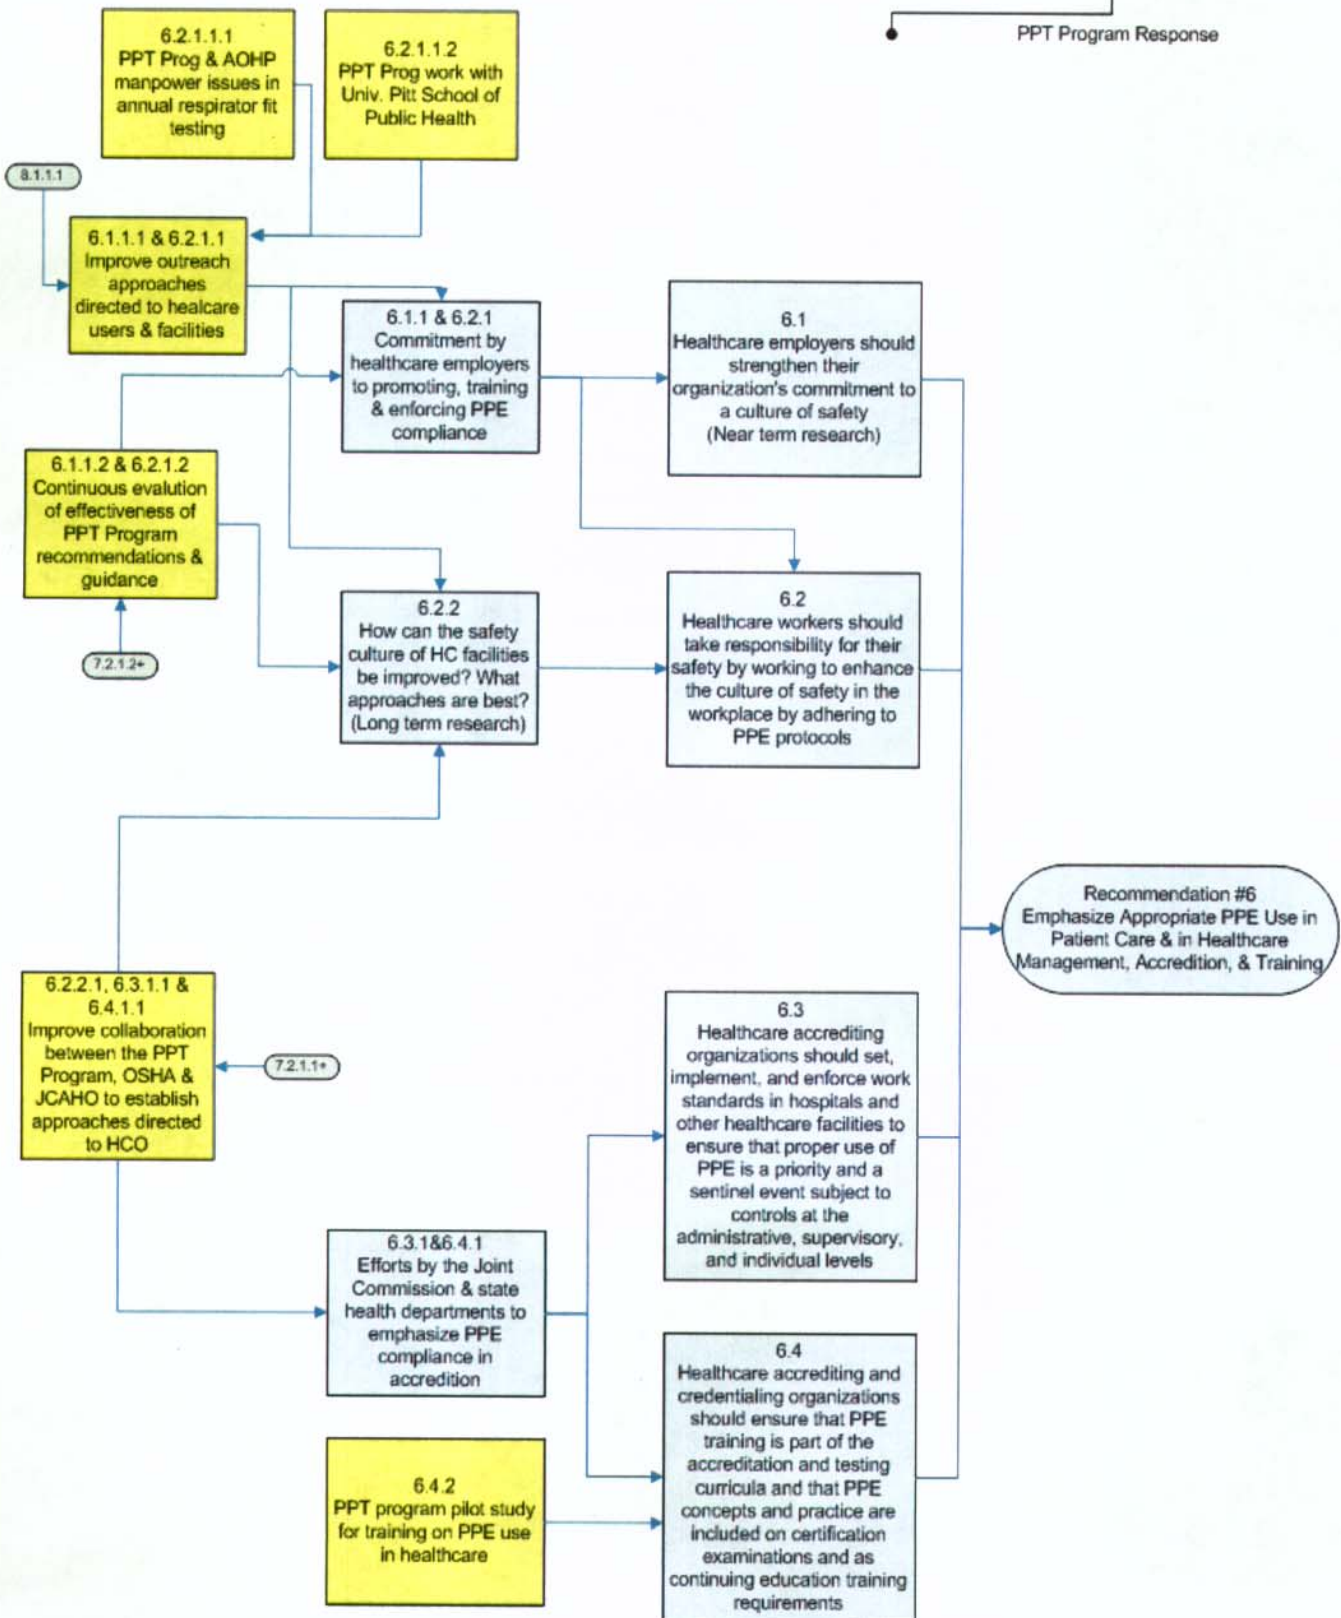 PPT Program Response
6.2.1.1.1
PPT Prog & AOHP
manpower issues in
annual respirator fit
testing
6.2.1.1.2
PPT Prog work with
Univ. Pitt School of
Public Health
8.1.1.1
6.1.1.1 & 6.2.1.1
Improve outreach
approaches
directed to healcare
users & facilities
6.1.1 & 6.2.1
Commitment by
healthcare employers
to promoting, training
& enforcing PPE
compliance
6.1
Healthcare employers should
strengthen their
organization's commitment to
a culture of safety
(Near term research)
6.1.1.2 & 6.2.1.2
Continuous evalution
of effectiveness of
PPT Program
recommendations &
guidance
7.2.1.2+
6.2.2
How can the safety
culture of HC facilities
be improved? What
approaches are best?
(Long term research)
6.2
Healthcare workers should
take responsibility for their
safety by working to enhance
the culture of safety in the
workplace by adhering to
PPE protocols
Recommendation #6
Emphasize Appropriate PPE Use in
Patient Care & in Healthcare
Management, Accredition, & Training
6.2.2.1, 6.3.1.1 &
6.4.1.1
Improve collaboration
between the PPT
Program, OSHA &
JCAHO to establish
approaches directed
to HCO
7.2.1.1+
6.3
Healthcare accrediting
organizations should set,
implement, and enforce work
standards in hospitals and
other healthcare facilities to
ensure that proper use of
PPE is a priority and a
sentinel event subject to
controls at the
administrative, supervisory,
and individual levels
6.3.1&6.4.1
Efforts by the Joint
Commission & state
health departments to
emphasize PPE
compliance in
accredition
6.4
Healthcare accrediting and
credentialing organizations
should ensure that PPE
training is part of the
accreditation and testing
curricula and that PPE
concepts and practice are
included on certification
examinations and as
continuing education training
requirements
6.4.2
PPT program pilot study
for training on PPE use
in healthcare